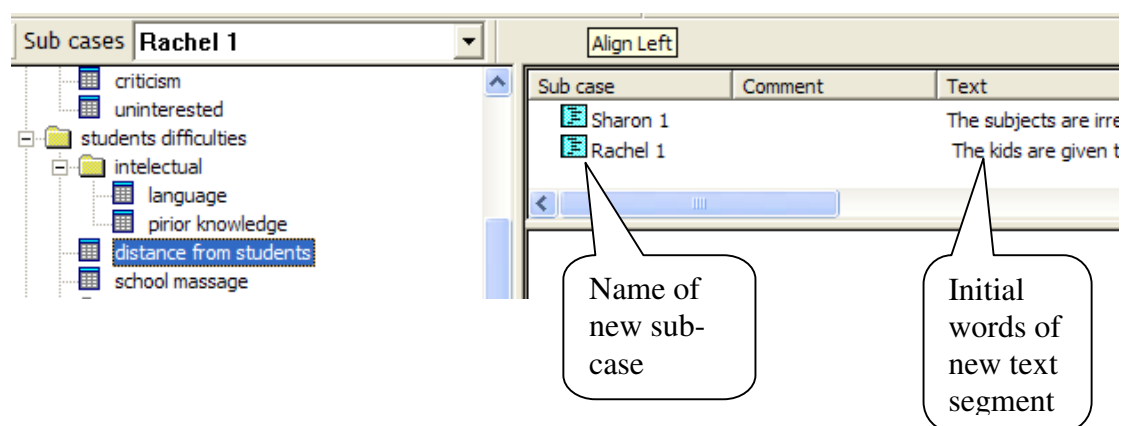 Sub cases Rachel 1
Align Left
criticism
uninterested
students difficulties
intelectual
language
pirior knowledge
distance from students
school massage
Sub case Comment Text
Sharon 1 The subjects are irre
Rachel 1 The kids are given t
Name of
new sub-
case
Initial
words of
new text
segment